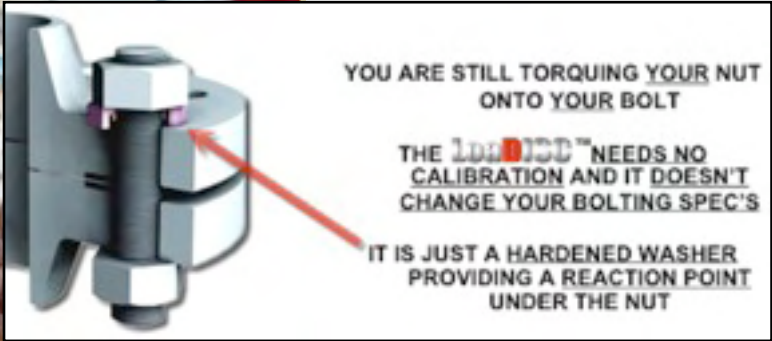 YOU ARE STILL TORQUING YOUR NUT
ONTO YOUR BOLT
THE LOADDISC™ NEEDS NO
CALIBRATION AND IT DOESN'T
CHANGE YOUR BOLTING SPEC'S
IT IS JUST A HARDENED WASHER
PROVIDING A REACTION POINT
UNDER THE NUT